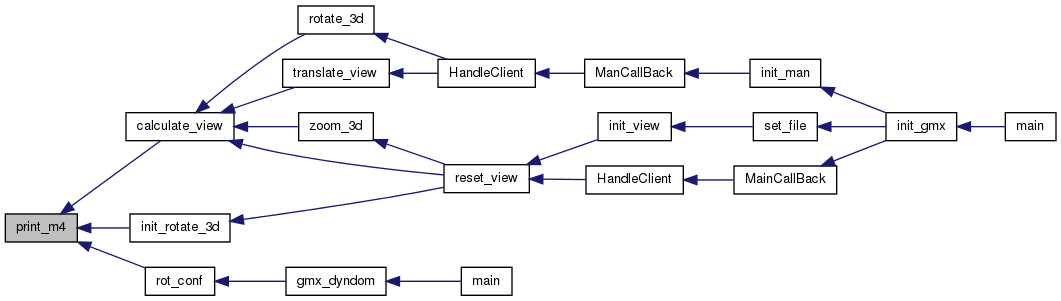 rotate_3d
translate_view
HandleClient
ManCallBack
init_man
calculate_view
zoom_3d
init_view
set_file
init_gmx
main
reset_view
HandleClient
MainCallBack
print_m4
init_rotate_3d
rot_conf
gmx_dyndom
main